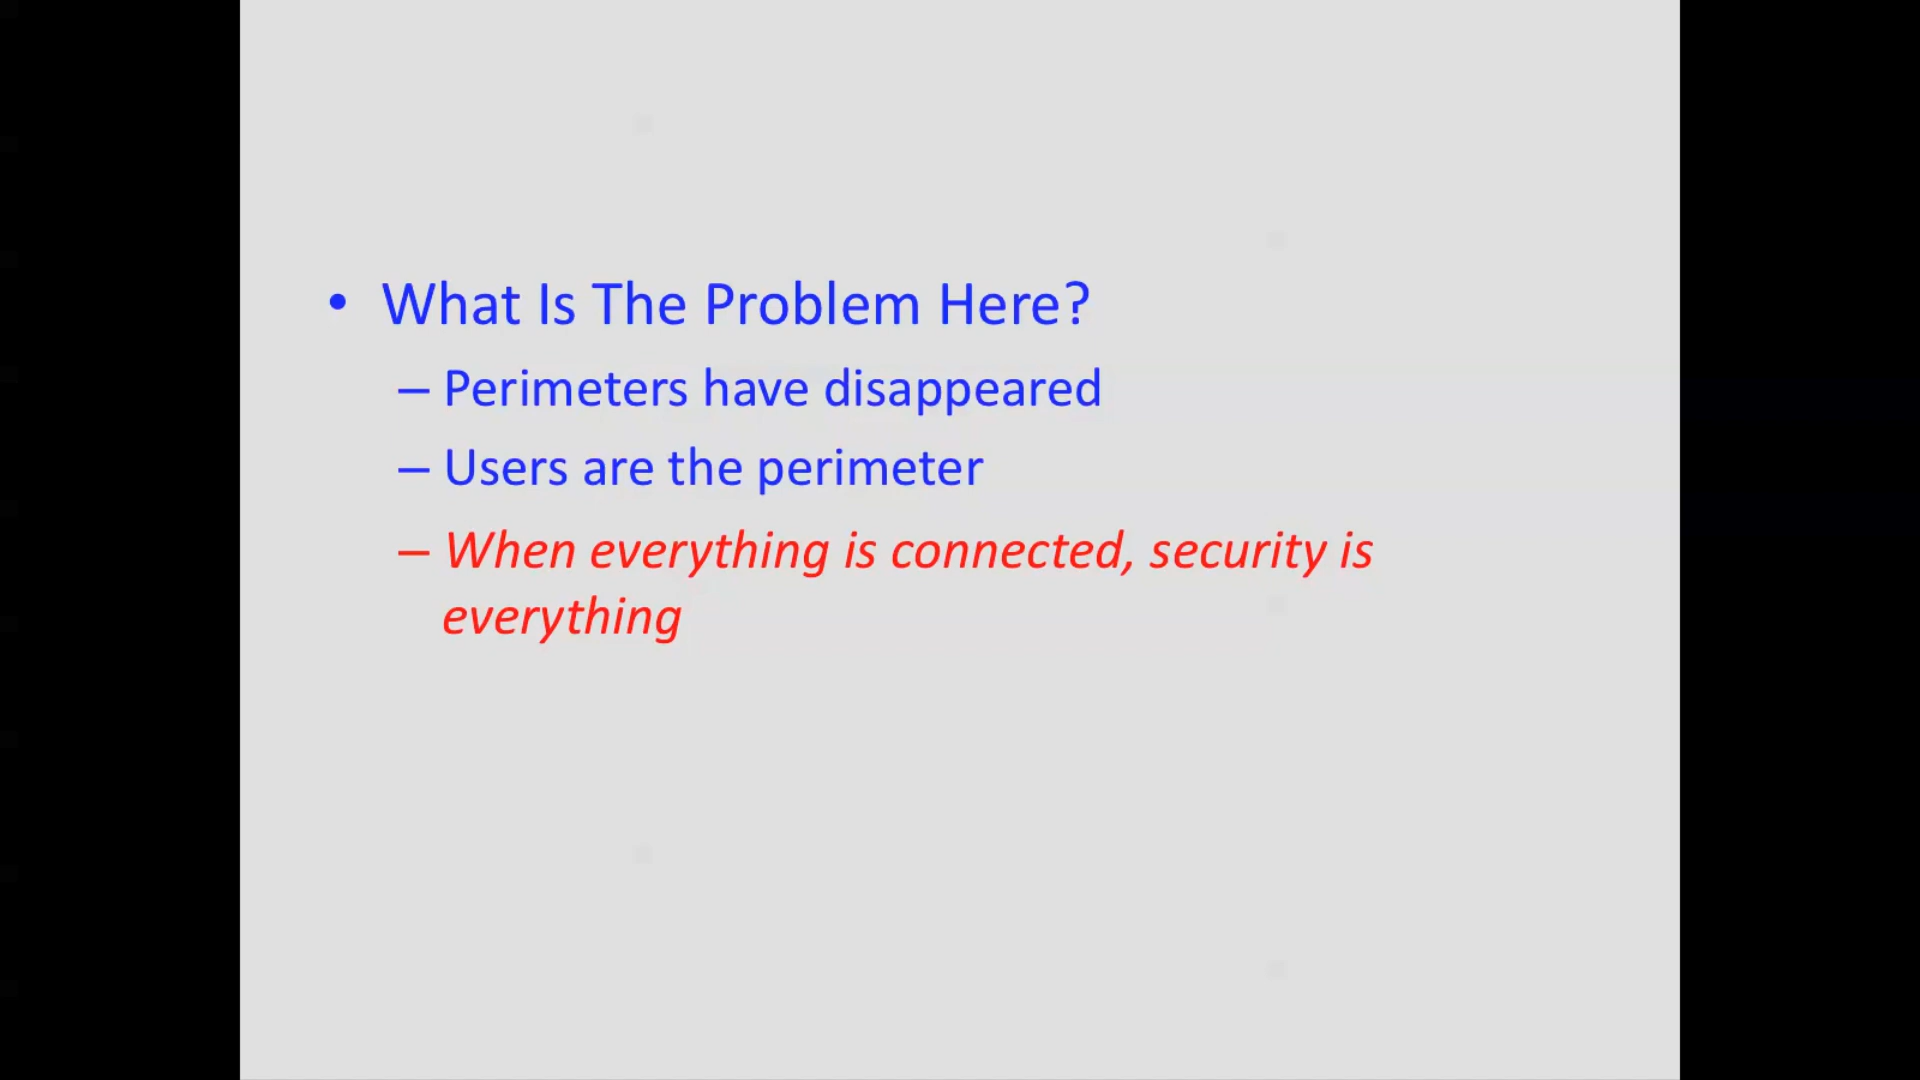 • What Is The Problem Here?
– Perimeters have disappeared
– Users are the perimeter
– When everything is connected, security is
everything